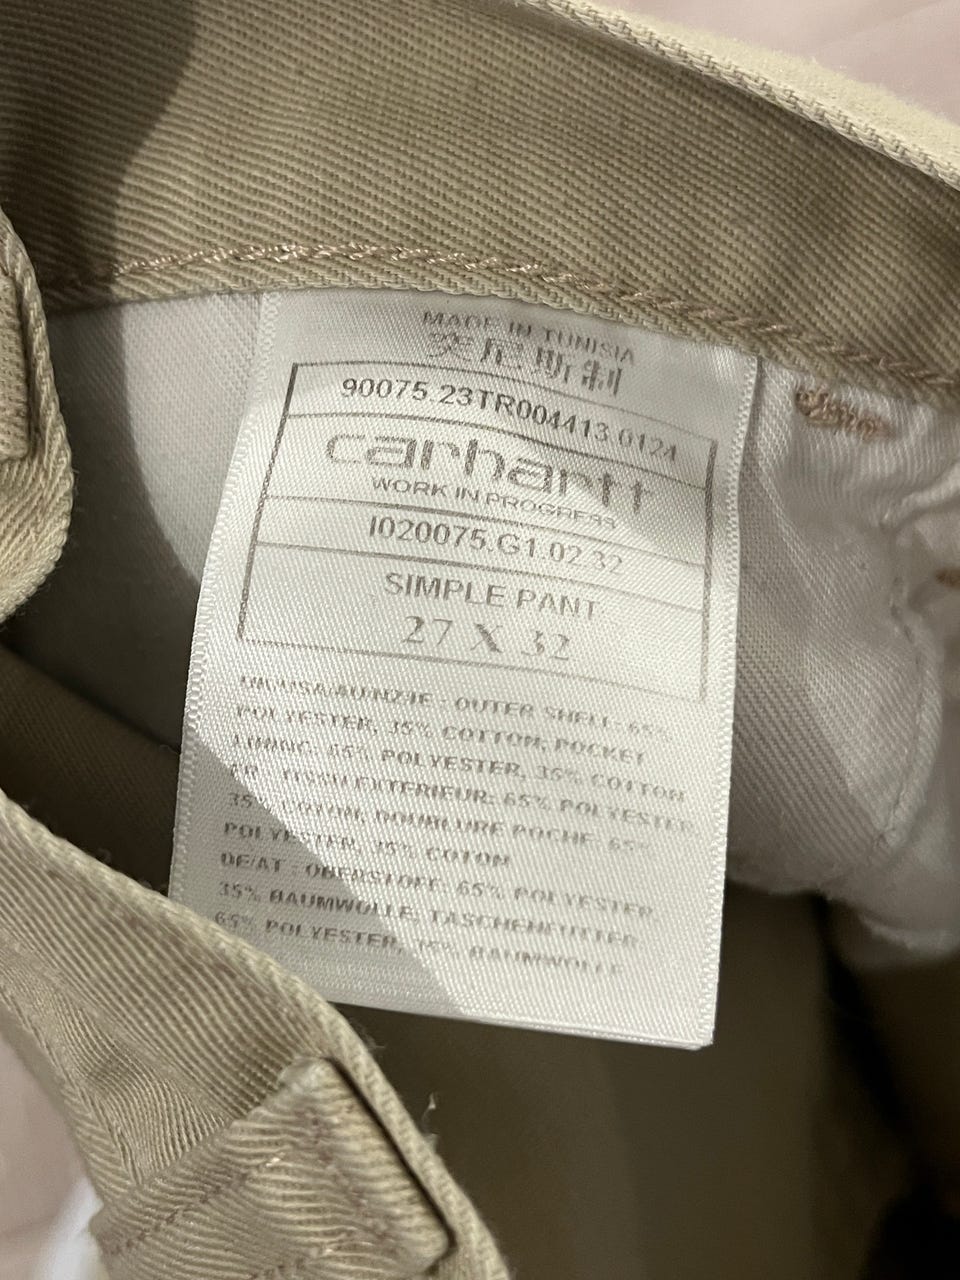 MADE IN TUNISIA
突尼斯制
90075.23TR004413.0124
carhartt
WORK IN PROGRESS
I020075.G1.02.32
SIMPLE PANT
27 X 32
UK/USA/AU/NZ/IE : OUTER SHELL: 65%
POLYESTER, 35% COTTON; POCKET
LINING: 65% POLYESTER, 35% COTTON
FR : TISSU EXTERIEUR: 65% POLYESTER
35% COTON; DOUBLURE POCHE: 65%
POLYESTER, 35% COTON
DE/AT : OBERSTOFF: 65% POLYESTER
35% BAUMWOLLE; TASCHENFUTTER
65% POLYESTER, 35% BAUMWOLLE